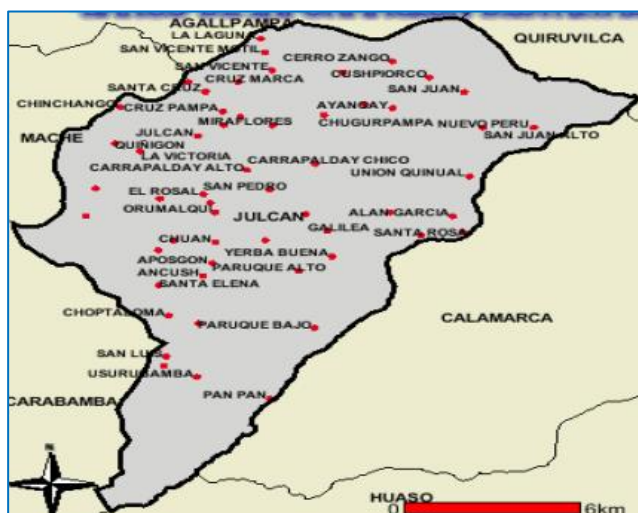 AGALLPAMPA
LA LAGUNA
QUIRUVILCA
SAN VICENTE MOTIL
CERRO ZANGO
SAN VICENTE
CUSHPIORCO
CRUZ MARCA
SANTA CRUZ
SAN JUAN
CHINCHANGO
CRUZ PAMPA
AYANGAY
MIRAFLORES
CHUGURPAMPA
NUEVO PERU
MACHE
JULCAN
SAN JUAN ALTO
QUIÑIGON
LA VICTORIA
CARRAPALDAY CHICO
CARRAPALDAY ALTO
UNION QUINUAL
EL ROSAL
SAN PEDRO
ORUMALQUI
JULCAN
ALAN GARCIA
GALILEA
SANTA ROSA
CHUAN
YERBA BUENA
APOSGON
PARUQUE ALTO
ANCUSH
SANTA ELENA
CHOPTALOMA
CALAMARCA
PARUQUE BAJO
SAN LUIS
USURUBAMBA
PAN PAN
CARABAMBA
N
HUASO
0 6km